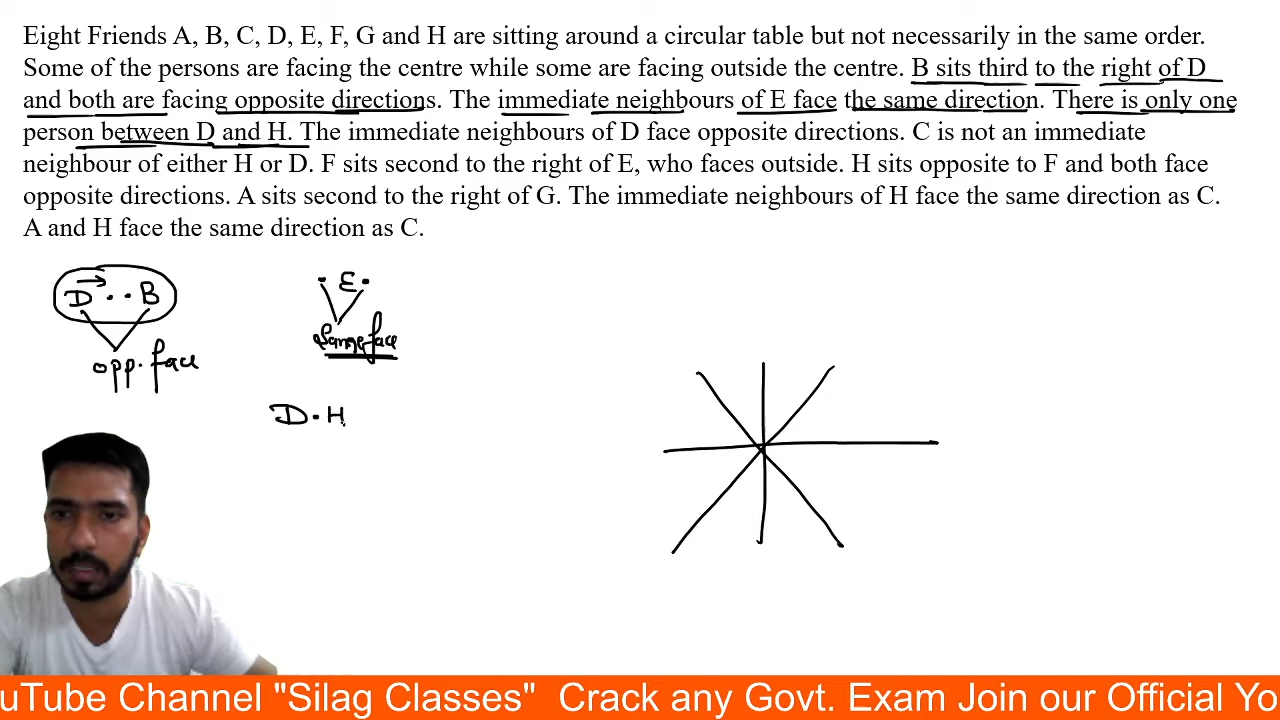 Eight Friends A, B, C, D, E, F, G and H are sitting around a circular table but not necessarily in the same order.
Some of the persons are facing the centre while some are facing outside the centre. B sits third to the right of D
and both are facing opposite directions. The immediate neighbours of E face the same direction. There is only one
person between D and H. The immediate neighbours of D face opposite directions. C is not an immediate
neighbour of either H or D. F sits second to the right of E, who faces outside. H sits opposite to F and both face
opposite directions. A sits second to the right of G. The immediate neighbours of H face the same direction as C.
A and H face the same direction as C.
D . . B
. E .
opp. face
Same face
D . H
uTube Channel "Silag Classes" Crack any Govt. Exam Join our Official Yo